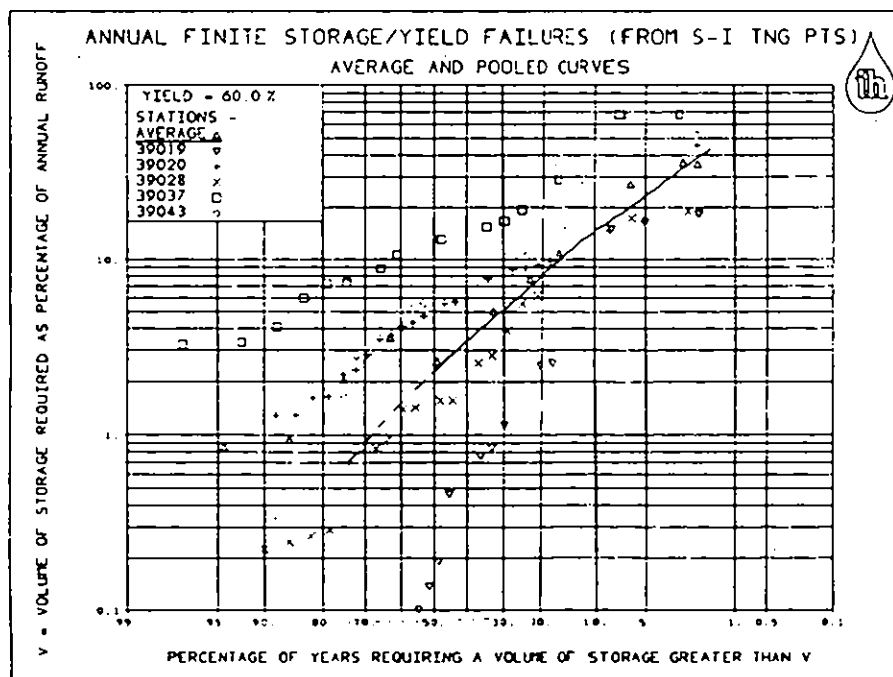 ANNUAL FINITE STORAGE/YIELD FAILURES (FROM S-I TNG PTS)
AVERAGE AND POOLED CURVES
ih
V = VOLUME OF STORAGE REQUIRED AS PERCENTAGE OF ANNUAL RUNOFF
100.
10.
1.
0.1
YIELD = 60.0%
STATIONS -
AVERAGE
39019
39020
39028
39037
39043
99. 95. 90. 80. 70. 50. 30. 20. 10. 5. 1. 0.5 0.1
PERCENTAGE OF YEARS REQUIRING A VOLUME OF STORAGE GREATER THAN V